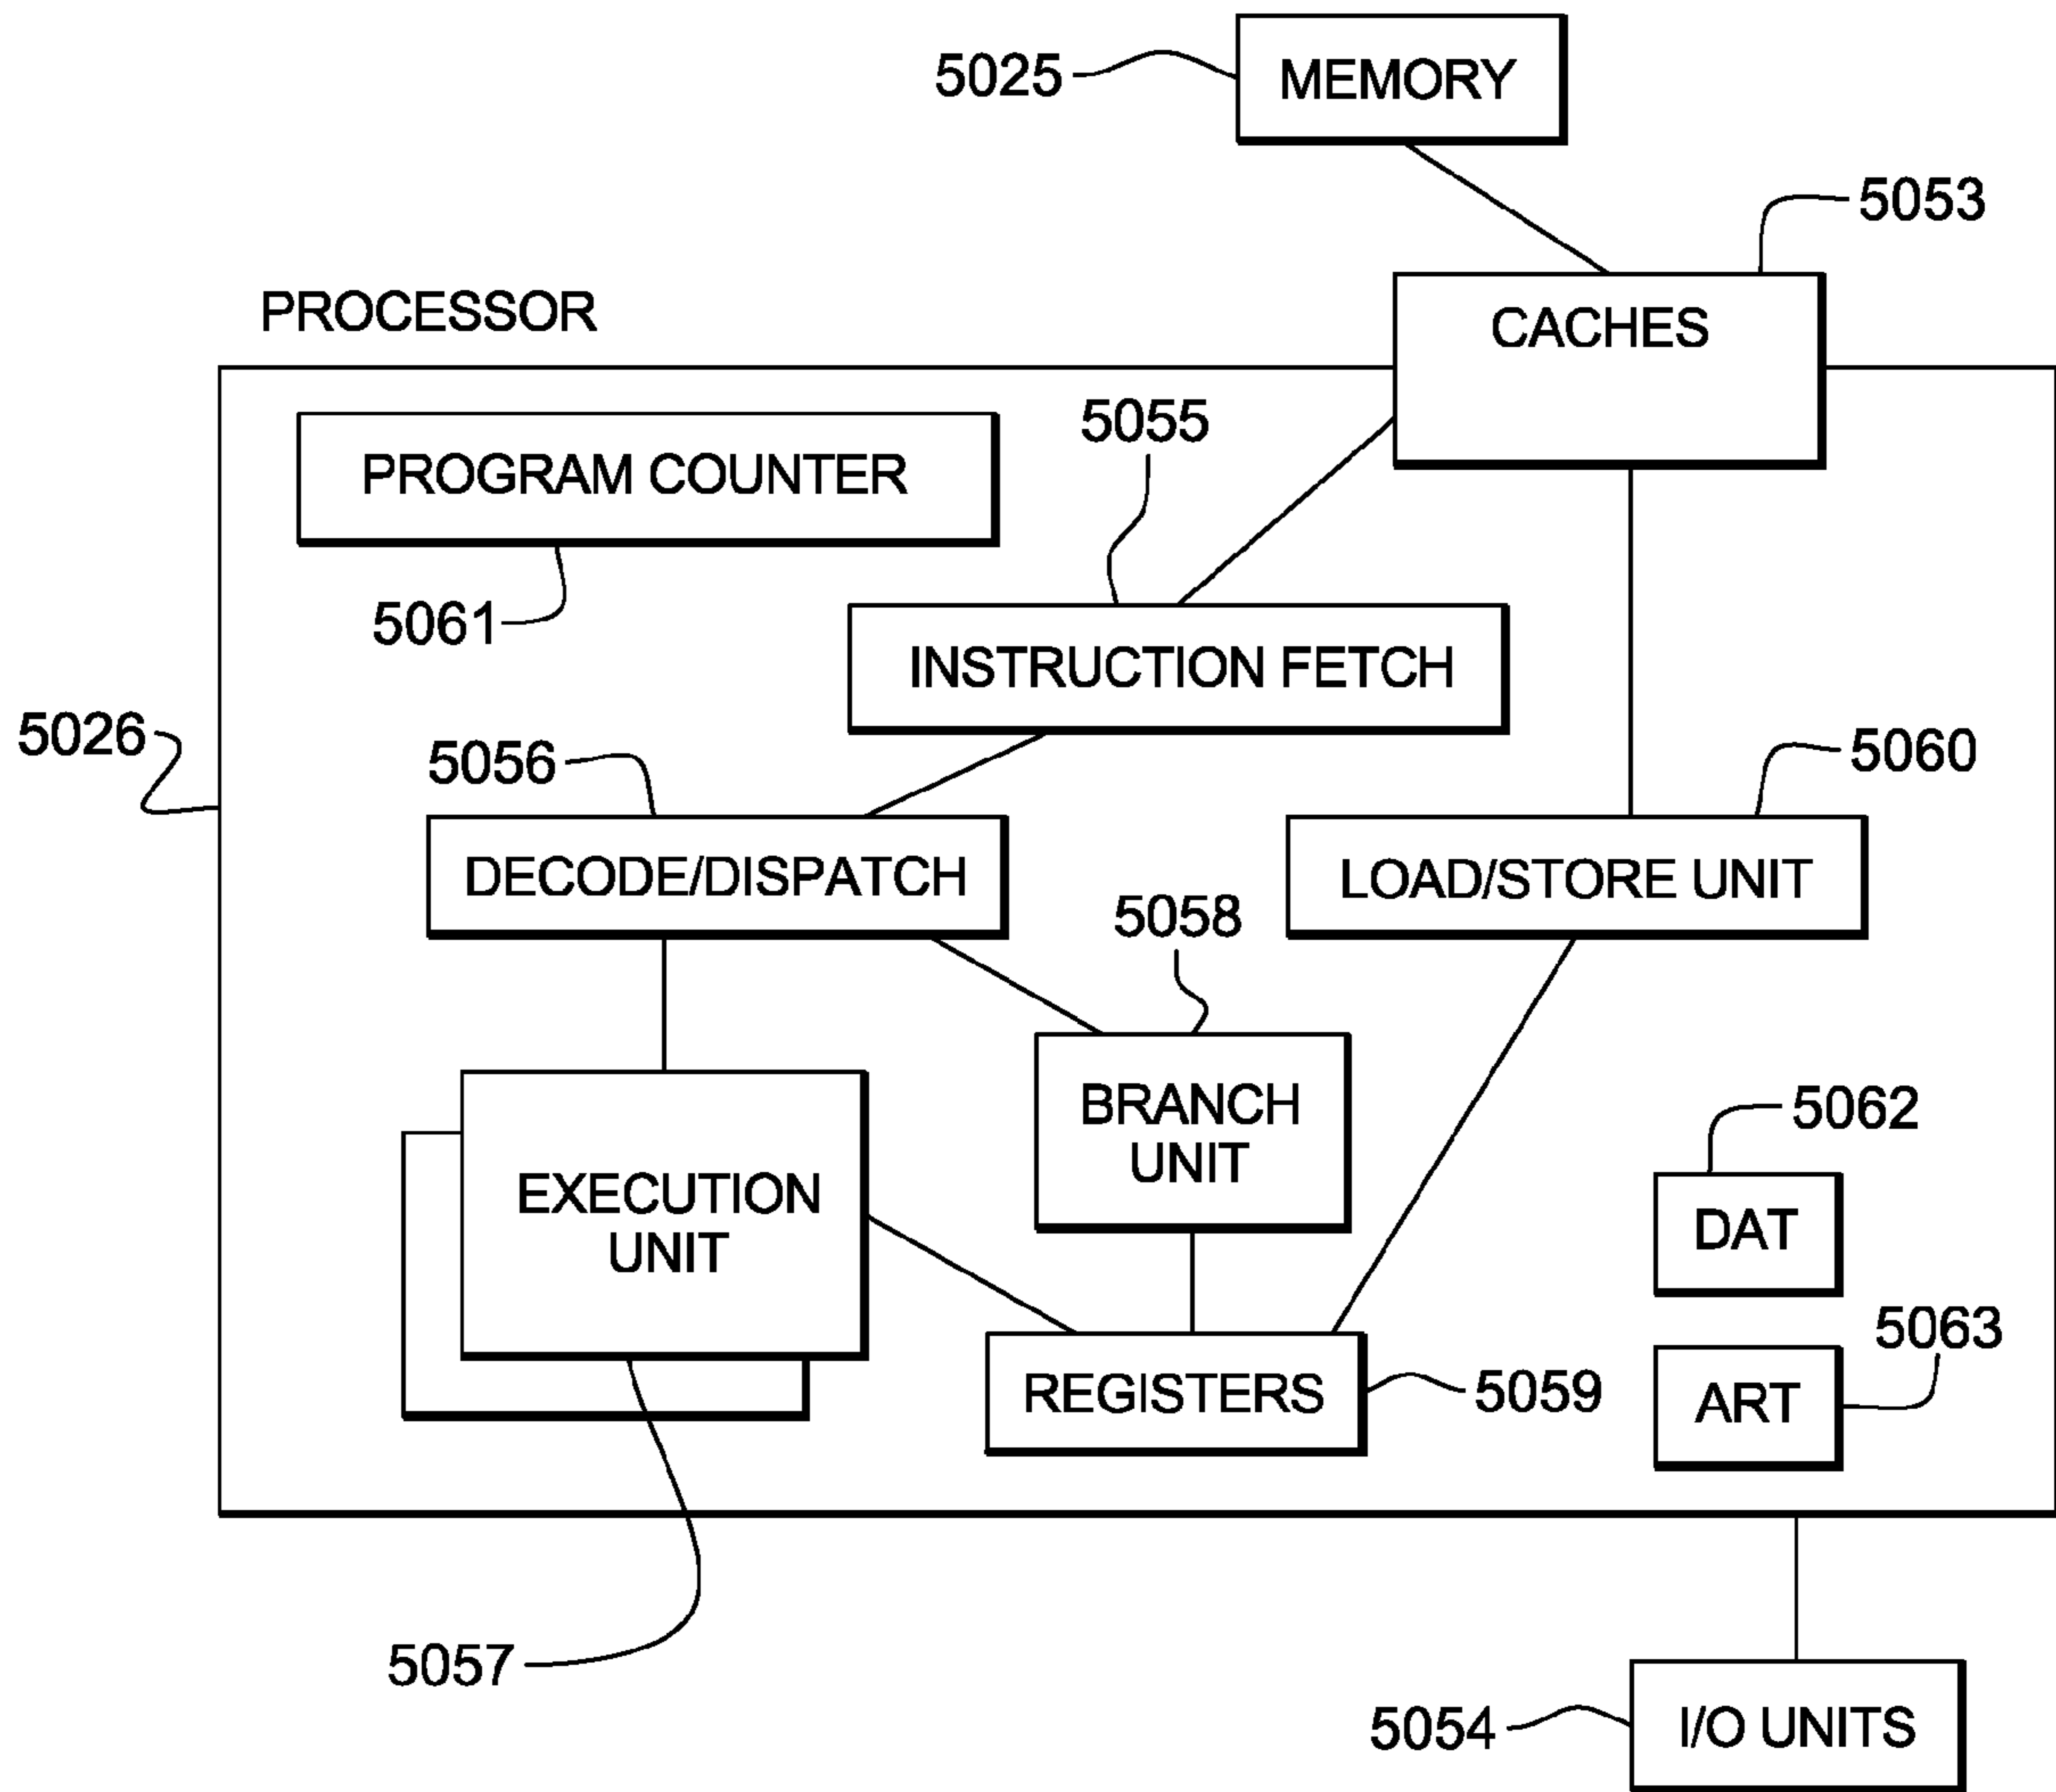 5025
MEMORY
5053
PROCESSOR
CACHES
5055
PROGRAM COUNTER
5061
INSTRUCTION FETCH
5026
5056
5060
DECODE/DISPATCH
LOAD/STORE UNIT
5058
BRANCH
UNIT
5062
EXECUTION
UNIT
DAT
5063
REGISTERS
5059
ART
5057
5054
I/O UNITS